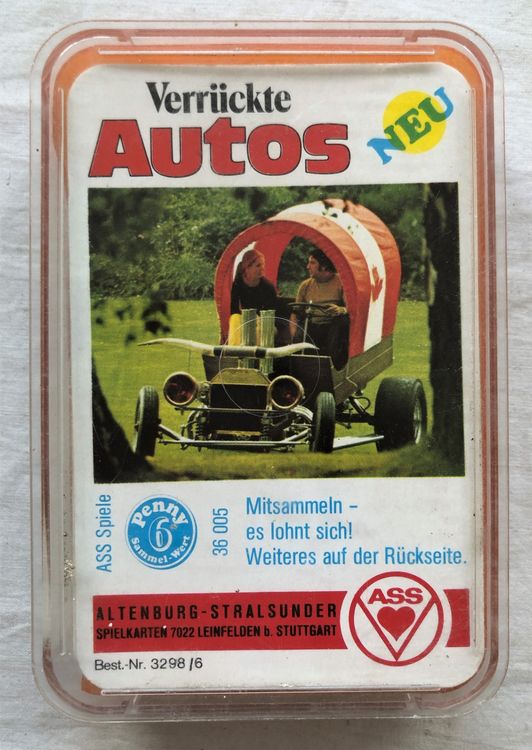 Verrückte
Autos
NEU
ASS Spiele
Penny
6
Sammel-Wert
36 005
Mitsammeln -
es lohnt sich!
Weiteres auf der Rückseite.
ALTENBURG-STRALSUNDER
SPIELKARTEN 7022 LEINFELDEN b. STUTTGART
ASS
Best.-Nr. 3298/6